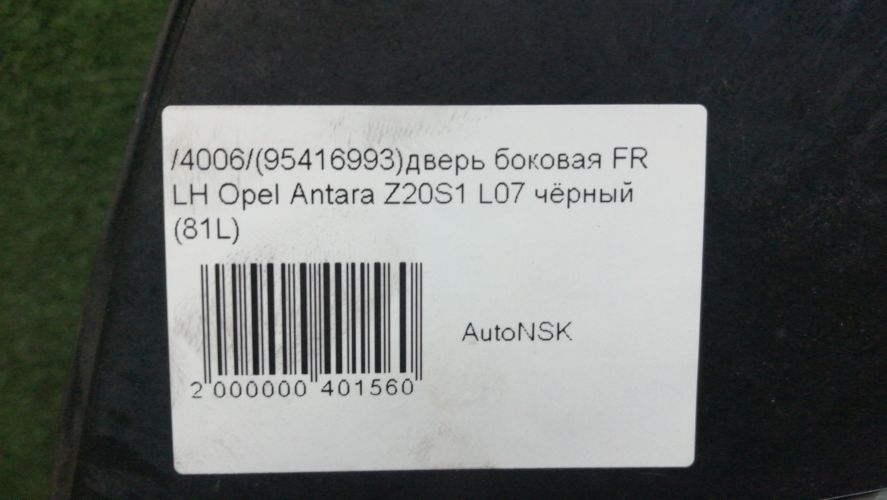 /4006/(95416993)дверь боковая FR
LH Opel Antara Z20S1 L07 чёрный
(81L)
AutoNSK
2 000000 401560